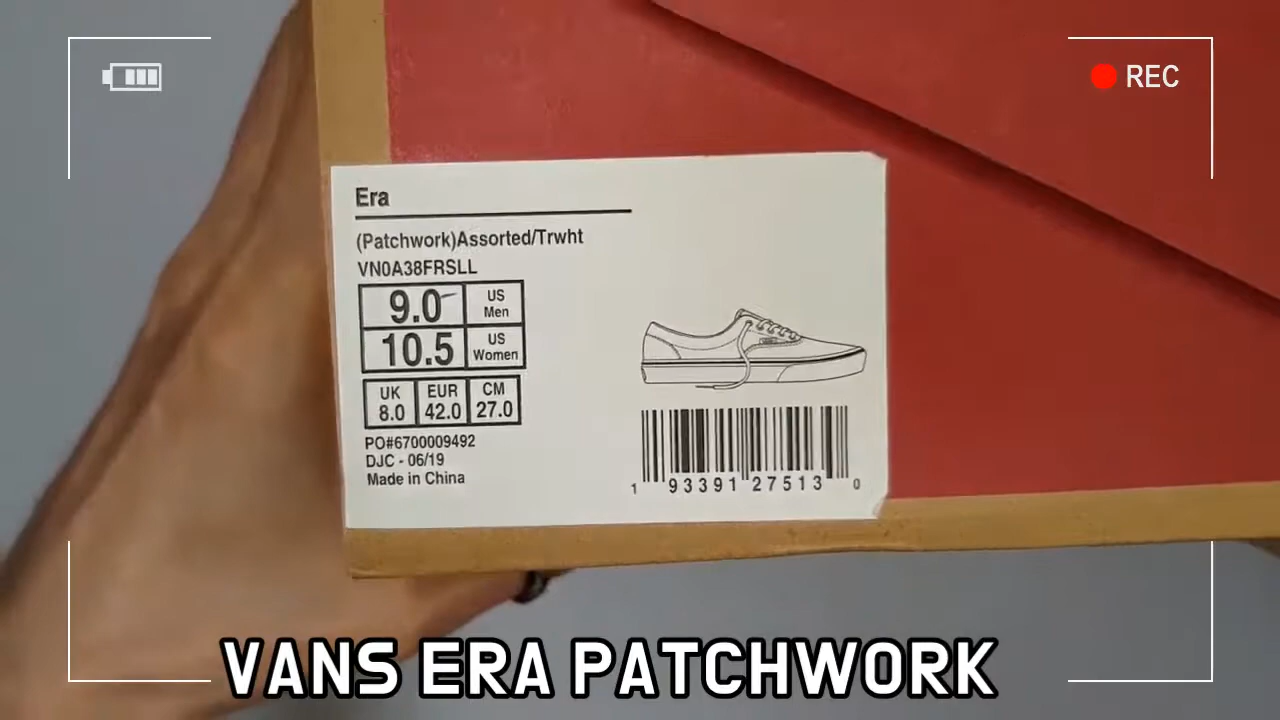 REC
Era
(Patchwork)Assorted/Trwht
VN0A38FRSLL
9.0 US Men
10.5 US Women
UK EUR CM
8.0 42.0 27.0
PO#6700009492
DJC - 06/19
Made in China
1 93391 27513 0
VANS ERA PATCHWORK